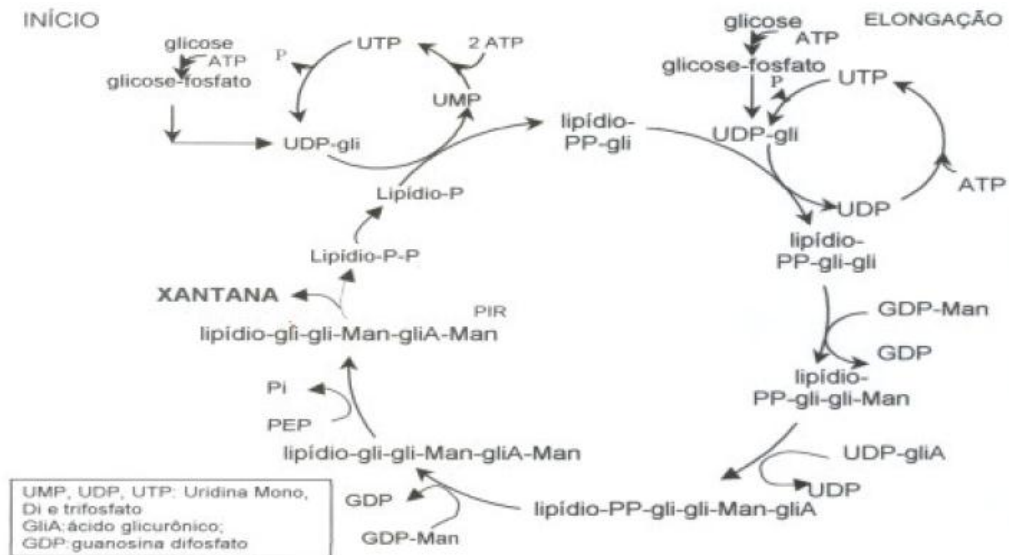 INÍCIO
glicose
ATP
glicose-fosfato
P
UTP
2 ATP
UMP
UDP-gli
lipídio-
PP-gli
ELONGAÇÃO
glicose
ATP
glicose-fosfato
P
UTP
UDP-gli
ATP
UDP
lipídio-
PP-gli-gli
GDP-Man
GDP
lipídio-
PP-gli-gli-Man
UDP-gliA
UDP
lipídio-PP-gli-gli-Man-gliA
GDP
GDP-Man
lipídio-gli-gli-Man-gliA-Man
Pi
PEP
lipídio-gli-gli-Man-gliA-Man
PIR
XANTANA
Lipídio-P-P
Lipídio-P
UMP, UDP, UTP: Uridina Mono,
Di e trifosfato
GliA:ácido glicurônico;
GDP:guanosina difosfato